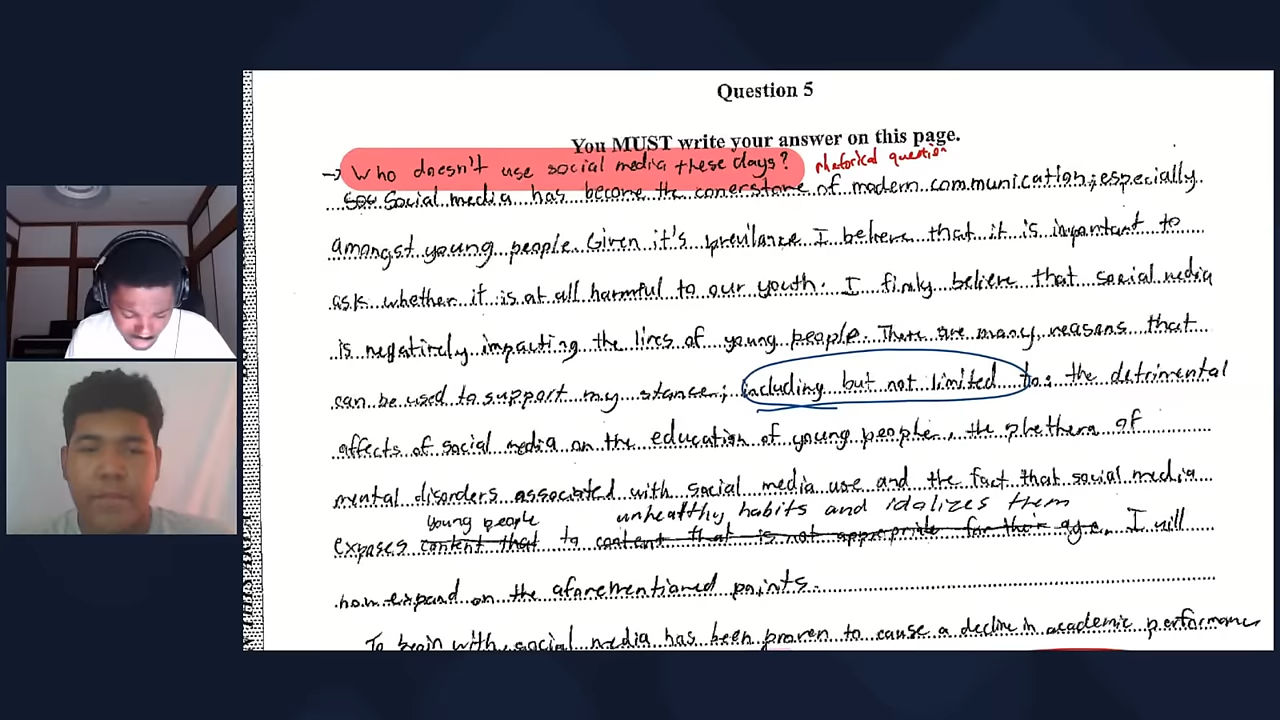 Question 5
You MUST write your answer on this page.
→ Who doesn't use social media these days? rhetorical question
Social media has become the conerstone of modern communication, especially
amongst young people. Given it's previlance I believe that it is important to
ask whether it is at all harmful to our youth. I firmly believe that social media
is negatively impacting the lives of young people. There are many reasons that
can be used to support my stance; including but not limited to: the detrimental
affects of social media on the education of young people, the plethera of
mental disorders associated with social media use and the fact that social media
young people unhealthy habits and idalizes them
exposes content that to content that is not appropriate for their age. I will
now expand on the aforementioned points.
To begin with, social media has been proven to cause a decline in academic performance